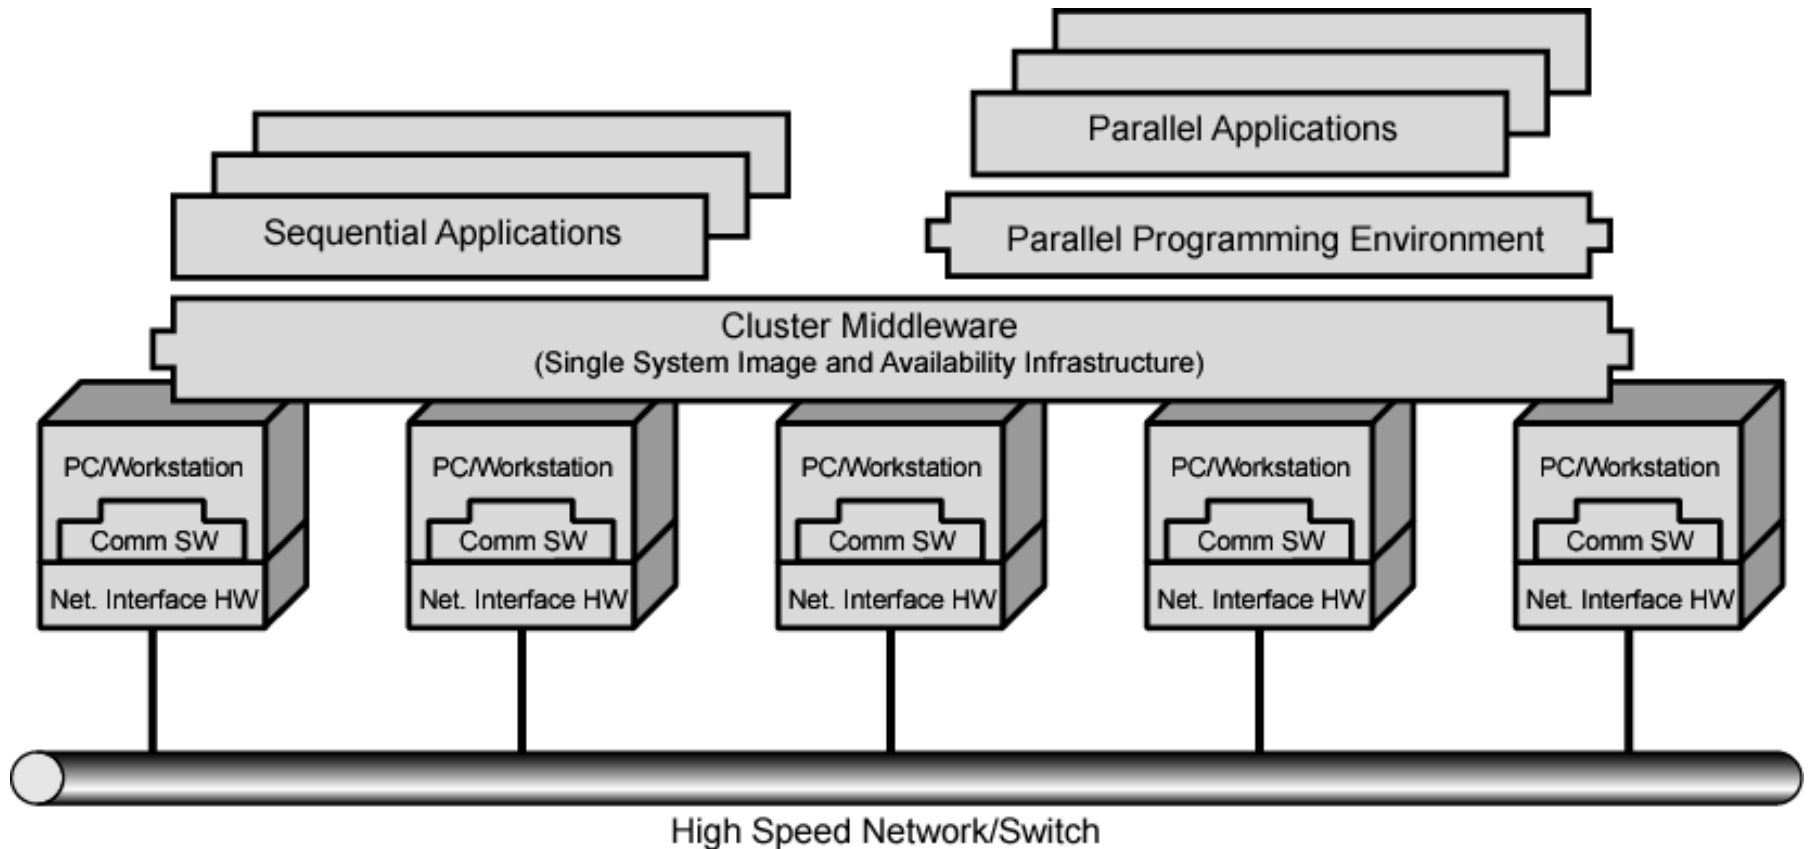 Parallel Applications
Sequential Applications
Parallel Programming Environment
Cluster Middleware
(Single System Image and Availability Infrastructure)
PC/Workstation
Comm SW
Net. Interface HW
PC/Workstation
Comm SW
Net. Interface HW
PC/Workstation
Comm SW
Net. Interface HW
PC/Workstation
Comm SW
Net. Interface HW
PC/Workstation
Comm SW
Net. Interface HW
High Speed Network/Switch